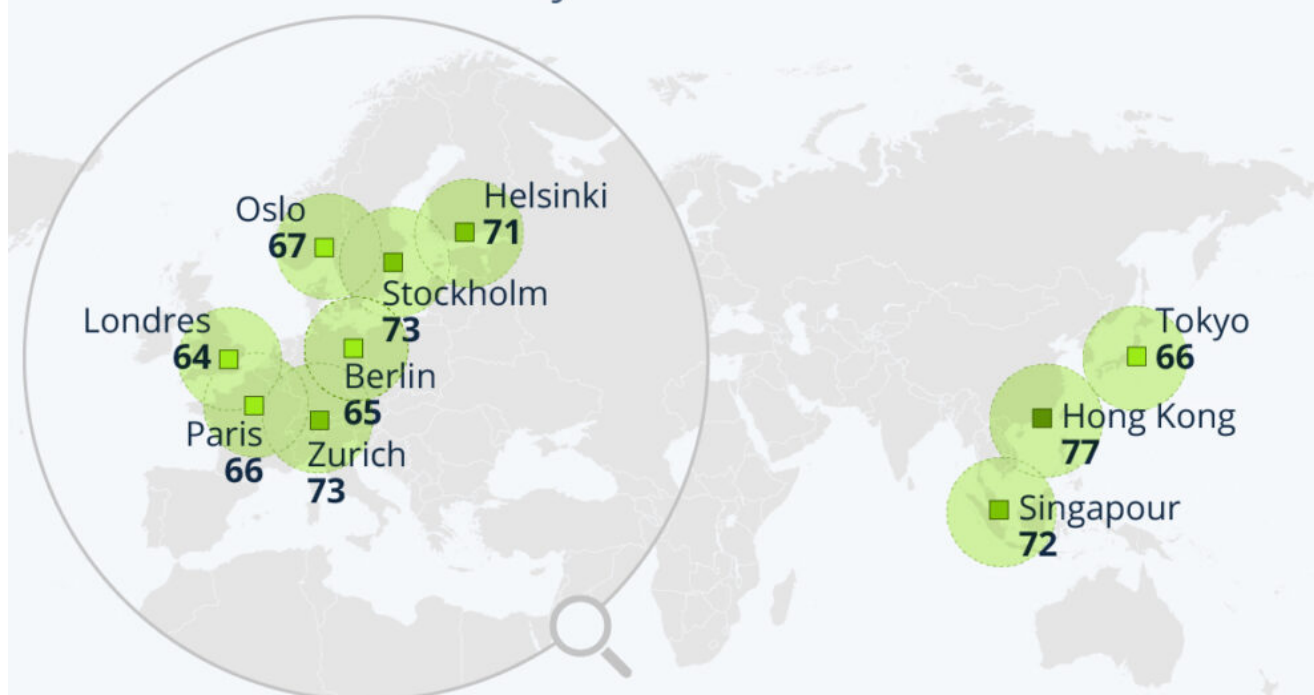 Oslo
67
Helsinki
71
Stockholm
73
Londres
64
Berlin
65
Paris
66
Zurich
73
Tokyo
66
Hong Kong
77
Singapour
72